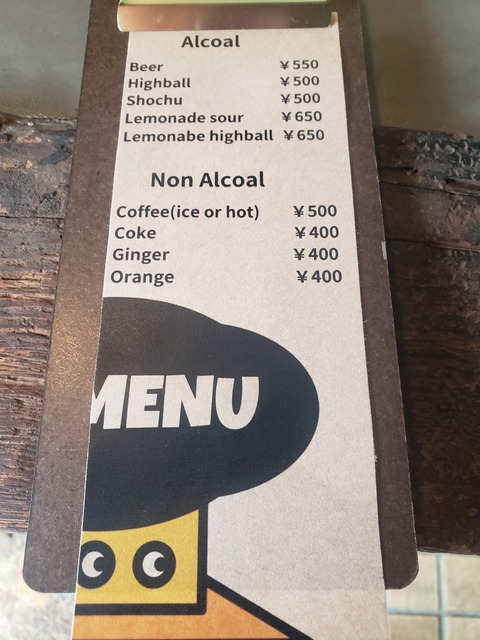 Alcoal
Beer ¥550
Highball ¥500
Shochu ¥500
Lemonade sour ¥650
Lemonabe highball ¥650
Non Alcoal
Coffee(ice or hot) ¥500
Coke ¥400
Ginger ¥400
Orange ¥400
MENU